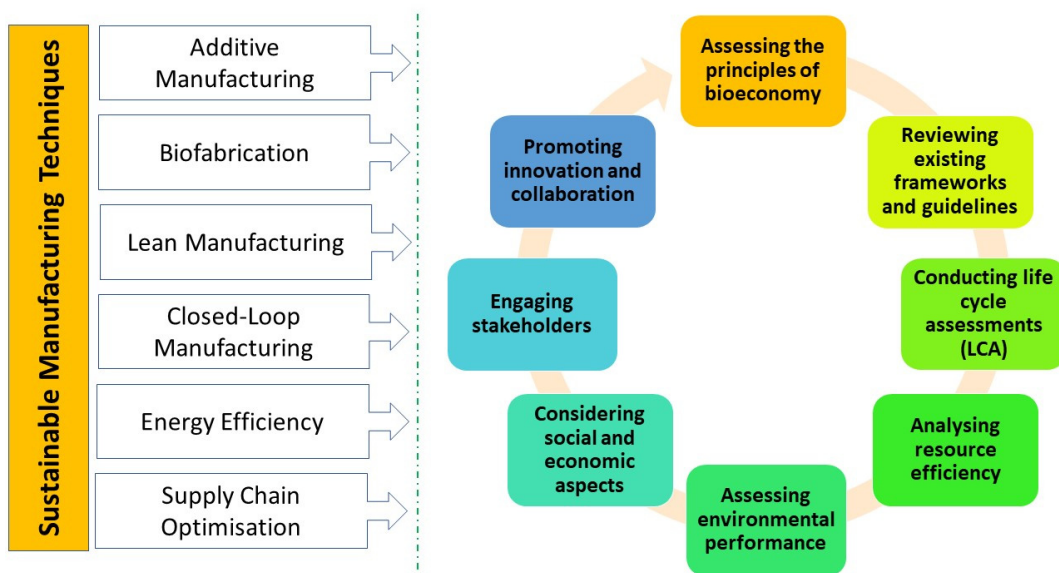 Sustainable Manufacturing Techniques
Additive
Manufacturing
Biofabrication
Lean Manufacturing
Closed-Loop
Manufacturing
Energy Efficiency
Supply Chain
Optimisation
Assessing the
principles of
bioeconomy
Reviewing
existing
frameworks
and guidelines
Conducting life
cycle
assessments
(LCA)
Analysing
resource
efficiency
Assessing
environmental
performance
Considering
social and
economic
aspects
Engaging
stakeholders
Promoting
innovation and
collaboration